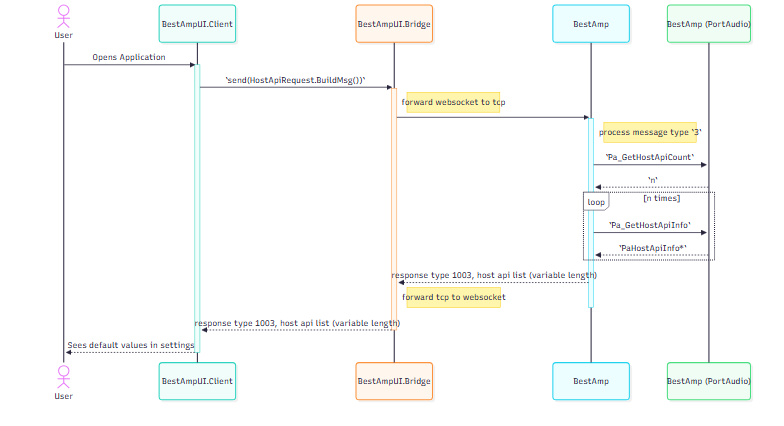 BestAmpUI.Client
BestAmpUI.Bridge
BestAmp
BestAmp (PortAudio)
User
Opens Application
`send(HostApiRequest.BuildMsg())`
forward websocket to tcp
process message type `3`
`Pa_GetHostApiCount`
`n`
loop
[n times]
`Pa_GetHostApiInfo`
`PaHostApiInfo*`
response type 1003, host api list (variable length)
forward tcp to websocket
response type 1003, host api list (variable length)
Sees default values in settings
BestAmpUI.Client
BestAmpUI.Bridge
BestAmp
BestAmp (PortAudio)
User